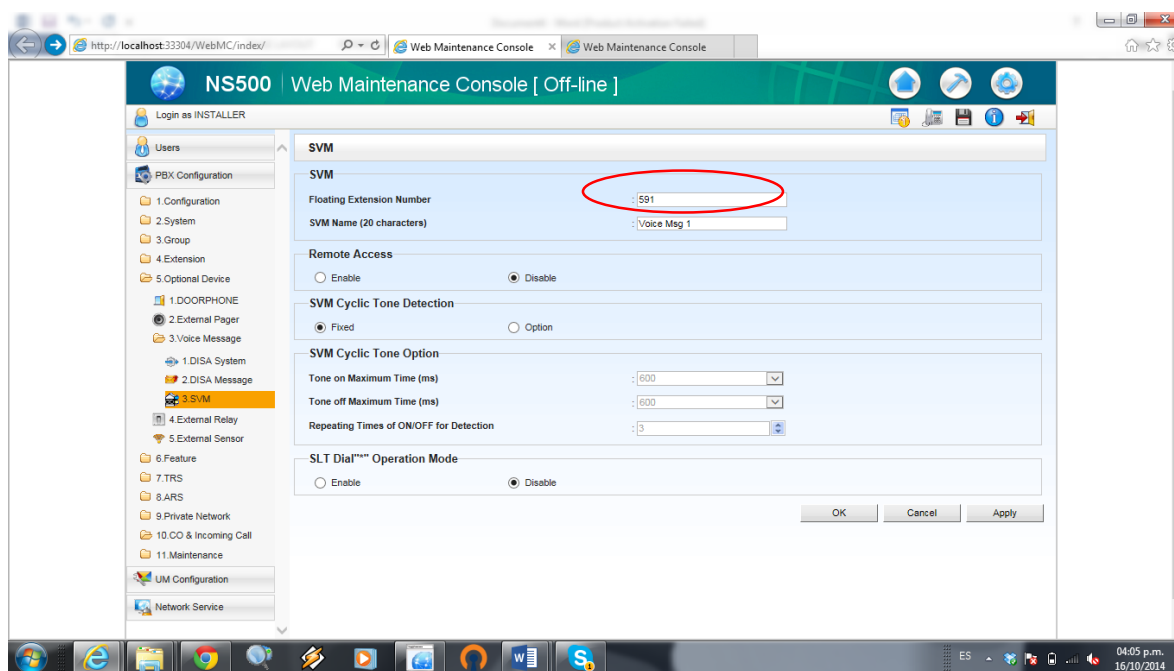 Document1 - Word (Product Activation Failed)
http://localhost:33304/WebMC/index/
Web Maintenance Console
Web Maintenance Console
NS500 Web Maintenance Console [ Off-line ]
Login as INSTALLER
Users
PBX Configuration
1.Configuration
2.System
3.Group
4.Extension
5.Optional Device
1.DOORPHONE
2.External Pager
3.Voice Message
1.DISA System
2.DISA Message
3.SVM
4.External Relay
5.External Sensor
6.Feature
7.TRS
8.ARS
9.Private Network
10.CO & Incoming Call
11.Maintenance
UM Configuration
Network Service
SVM
SVM
Floating Extension Number : 591
SVM Name (20 characters) : Voice Msg 1
Remote Access
Enable Disable
SVM Cyclic Tone Detection
Fixed Option
SVM Cyclic Tone Option
Tone on Maximum Time (ms) : 600
Tone off Maximum Time (ms) : 600
Repeating Times of ON/OFF for Detection : 3
SLT Dial"*" Operation Mode
Enable Disable
OK Cancel Apply
ES
04:05 p.m.
16/10/2014